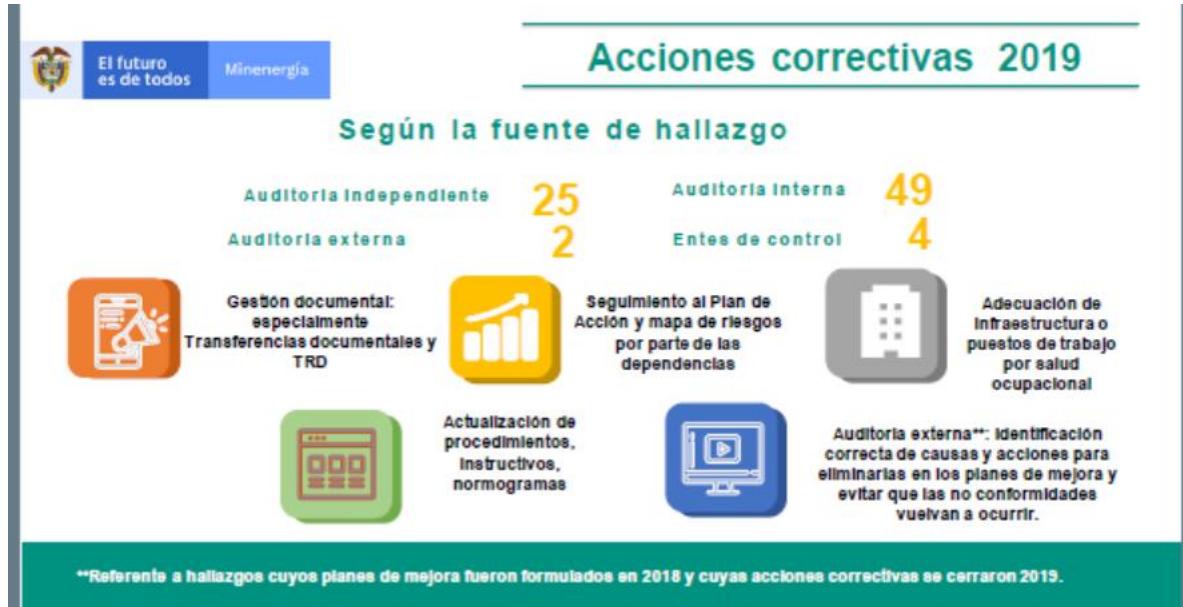 El futuro
es de todos
Minenergía
Acciones correctivas 2019
Según la fuente de hallazgo
Auditoria Independiente 25
Auditoria Interna 49
Auditoria externa 2
Entes de control 4
Gestión documental:
especialmente
Transferencias documentales y
TRD
Seguimiento al Plan de
Acción y mapa de riesgos
por parte de las
dependencias
Adecuación de
Infraestructura o
puestos de trabajo
por salud
ocupacional
Actualización de
procedimientos,
Instructivos,
normogramas
Auditoria externa**: Identificación
correcta de causas y acciones para
eliminarlas en los planes de mejora y
evitar que las no conformidades
vuelvan a ocurrir.
**Referente a hallazgos cuyos planes de mejora fueron formulados en 2018 y cuyas acciones correctivas se cerraron 2019.